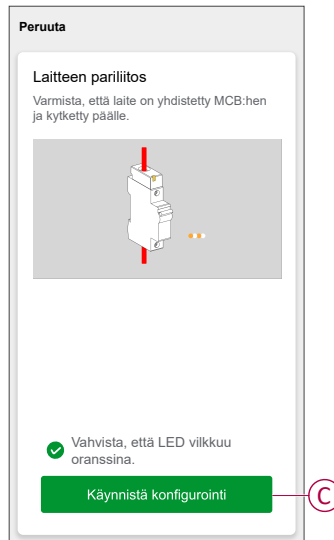 Peruuta
Laitteen pariliitos
Varmista, että laite on yhdistetty MCB:hen
ja kytketty päälle.
Vahvista, että LED vilkkuu
oranssina.
Käynnistä konfigurointi
C